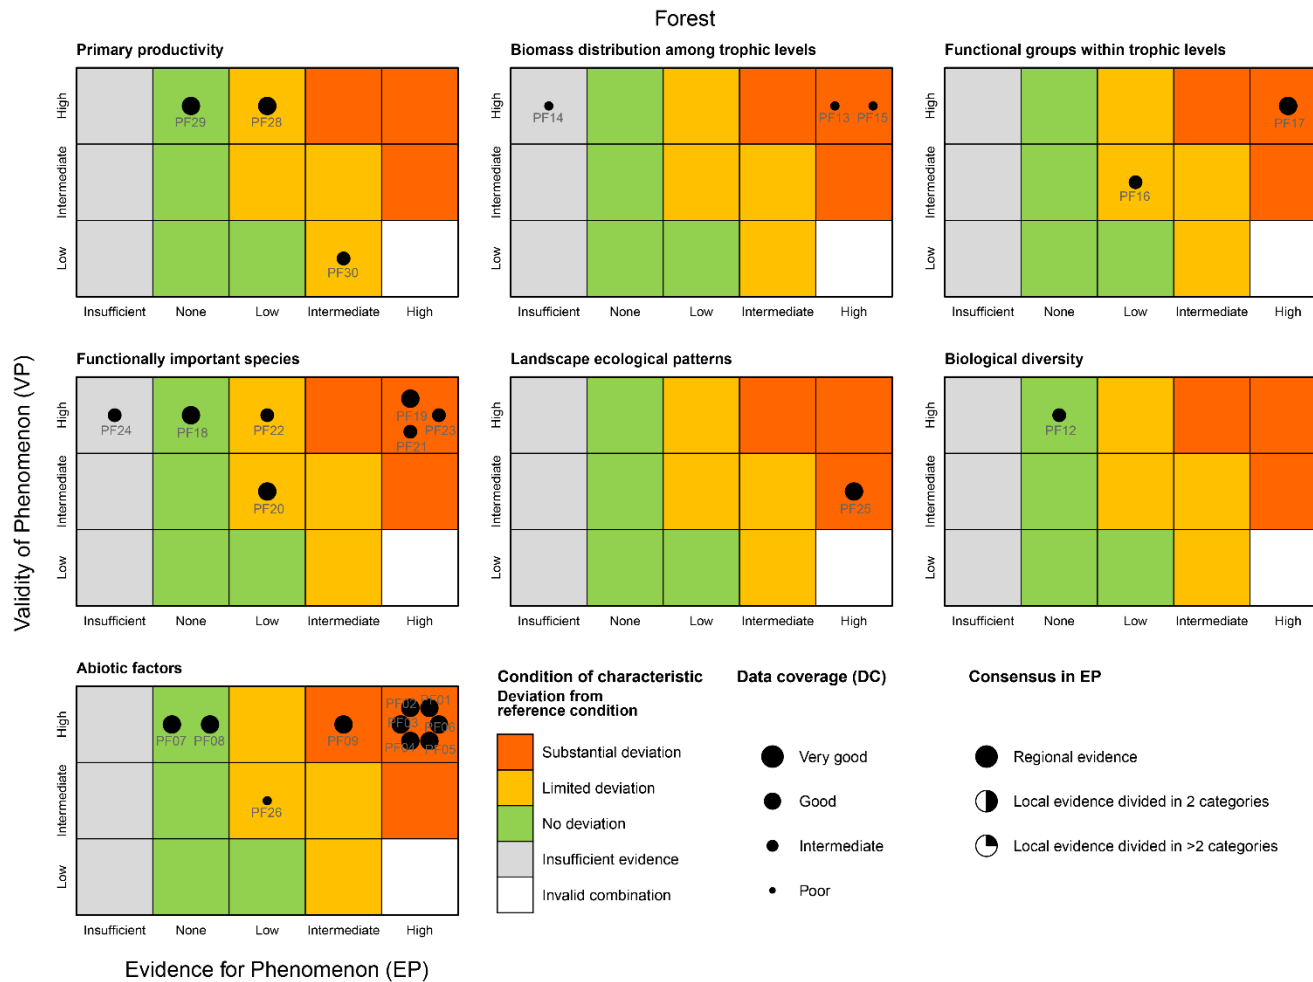 Forest
Primary productivity
Biomass distribution among trophic levels
Functional groups within trophic levels
High
PF29
PF28
Intermediate
Low
PF30
Insufficient
None
Low
Intermediate
High
High
PF14
PF13
PF15
Intermediate
Low
Insufficient
None
Low
Intermediate
High
High
PF17
Intermediate
PF16
Low
Insufficient
None
Low
Intermediate
High
Validity of Phenomenon (VP)
Functionally important species
Landscape ecological patterns
Biological diversity
High
PF24
PF18
PF22
PF19
PF23
PF21
Intermediate
PF20
Low
Insufficient
None
Low
Intermediate
High
High
Intermediate
PF25
Low
Insufficient
None
Low
Intermediate
High
High
PF12
Intermediate
Low
Insufficient
None
Low
Intermediate
High
Abiotic factors
High
PF07
PF08
PF09
PF02
PF01
PF03
PF06
PF04
PF05
Intermediate
PF26
Low
Insufficient
None
Low
Intermediate
High
Evidence for Phenomenon (EP)
Condition of characteristic
Deviation from
reference condition
Substantial deviation
Limited deviation
No deviation
Insufficient evidence
Invalid combination
Data coverage (DC)
Very good
Good
Intermediate
Poor
Consensus in EP
Regional evidence
Local evidence divided in 2 categories
Local evidence divided in >2 categories